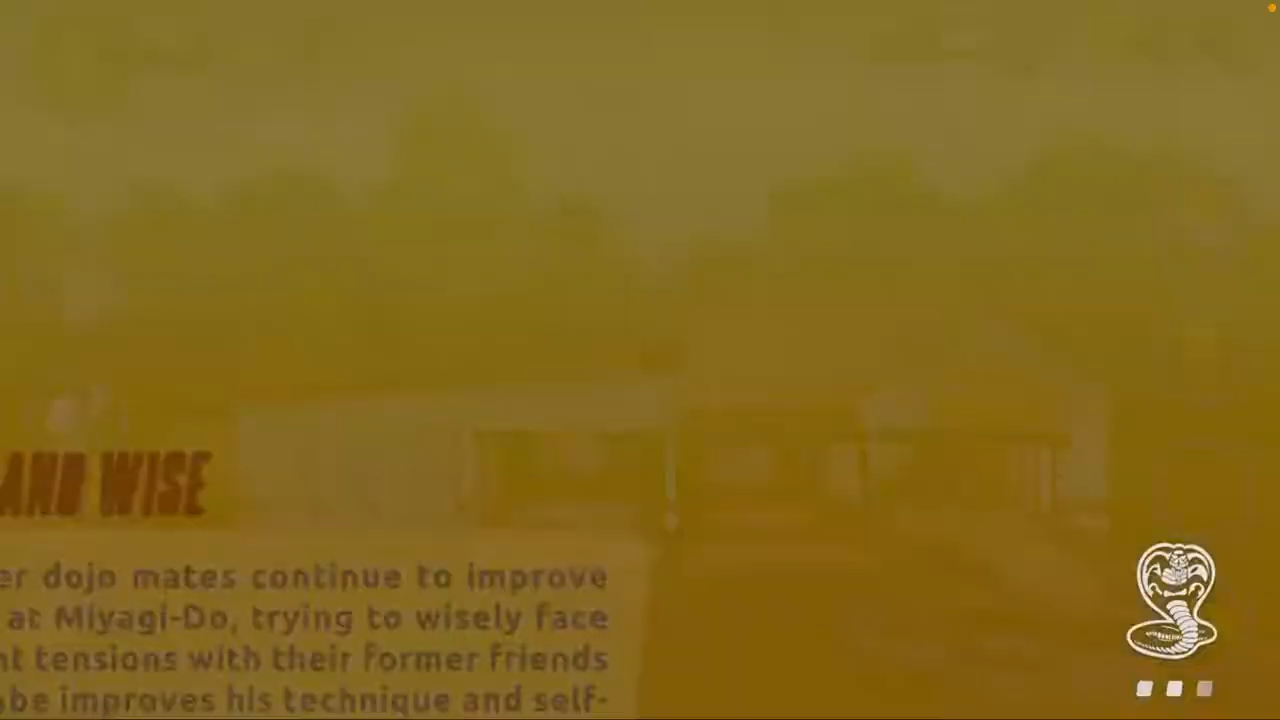 AND WISE
er dojo mates continue to improve
at Miyagi-Do, trying to wisely face
nt tensions with their former friends
abe improves his technique and self-